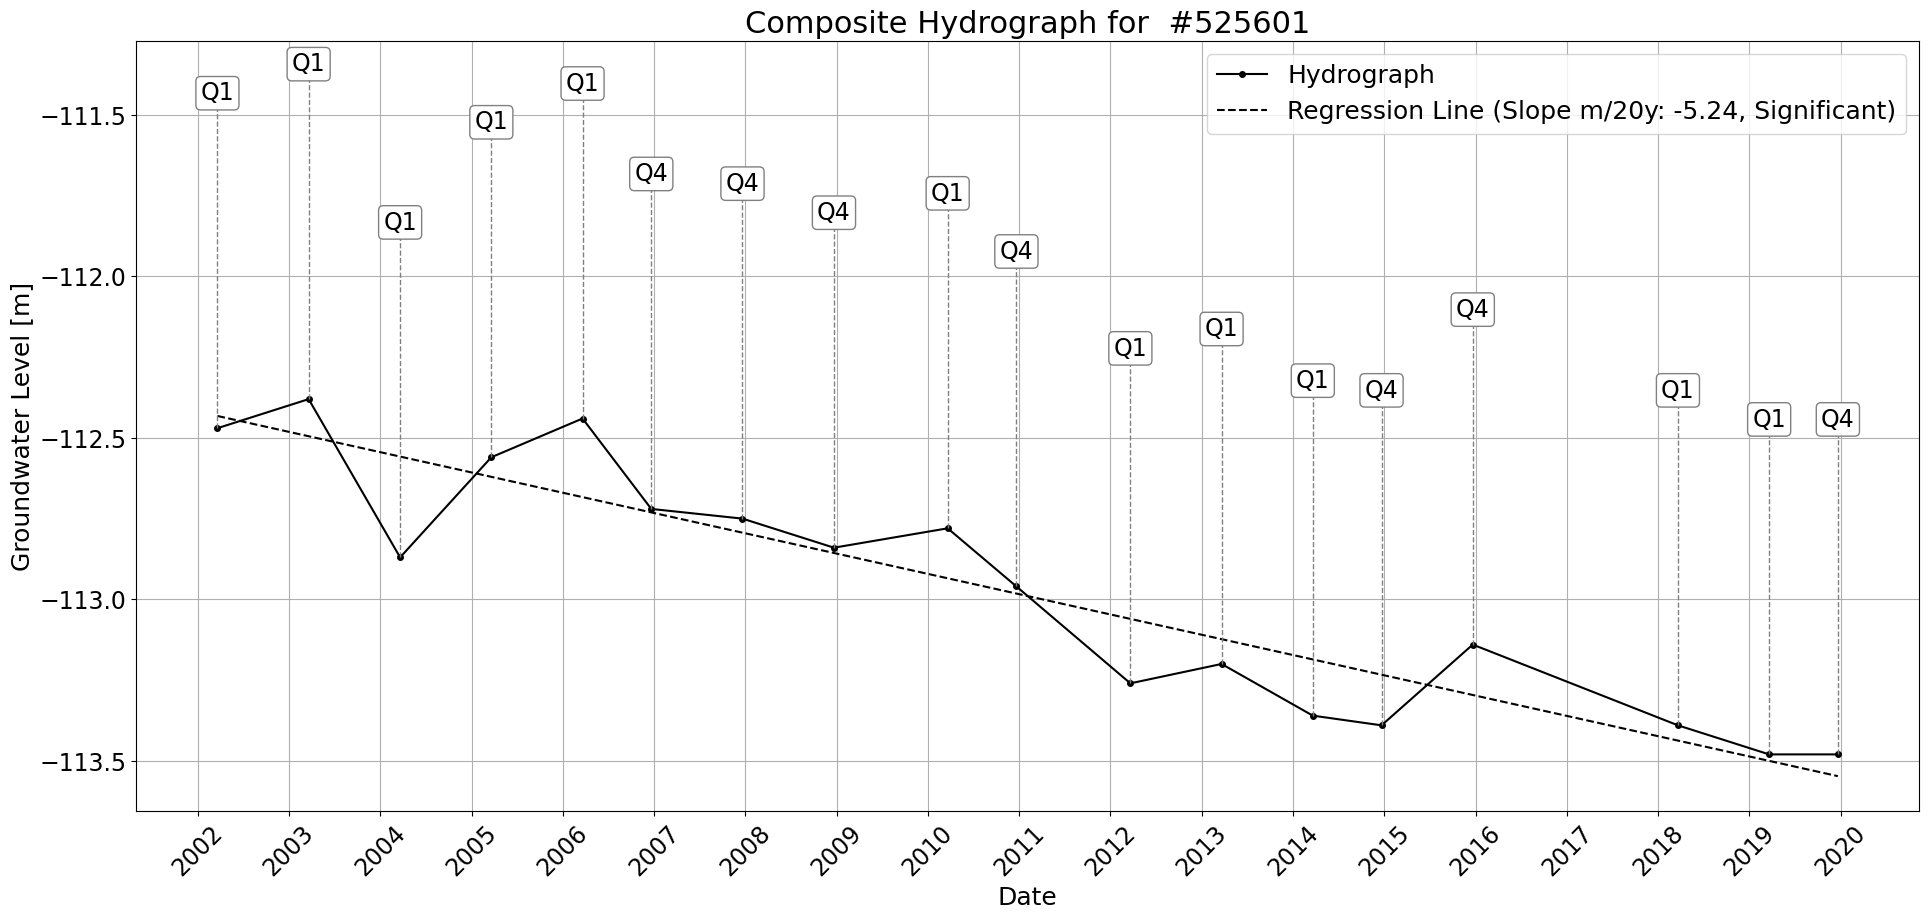 Composite Hydrograph for  #525601
Hydrograph
Regression Line (Slope m/20y: -5.24, Significant)
Q1
Q1
Q1
Q1
Q1
Q4
Q4
Q4
Q1
Q4
Q1
Q1
Q1
Q4
Q4
Q1
Q1
Q4
Groundwater Level [m]
−111.5
−112.0
−112.5
−113.0
−113.5
2002
2003
2004
2005
2006
2007
2008
2009
2010
2011
2012
2013
2014
2015
2016
2017
2018
2019
2020
Date